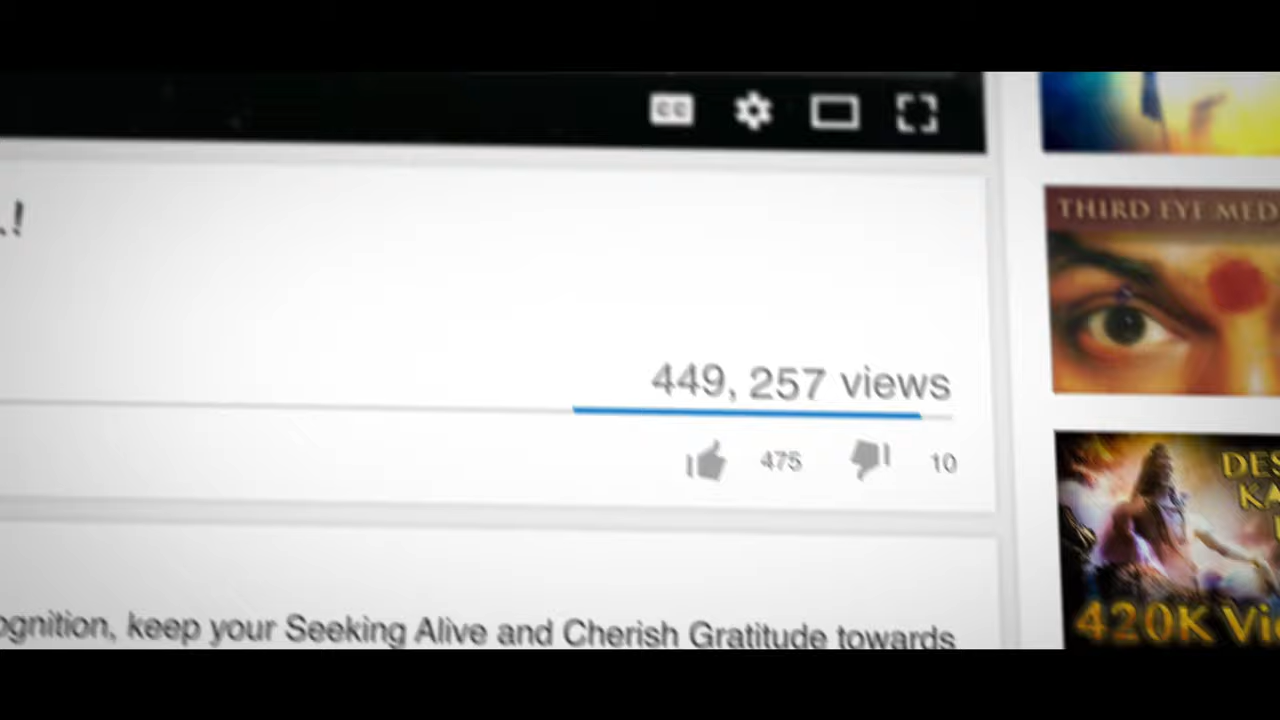 CC
.!
THIRD EYE MED
449, 257 views
475 10
DES
KA
420K Vi
ognition, keep your Seeking Alive and Cherish Gratitude towards